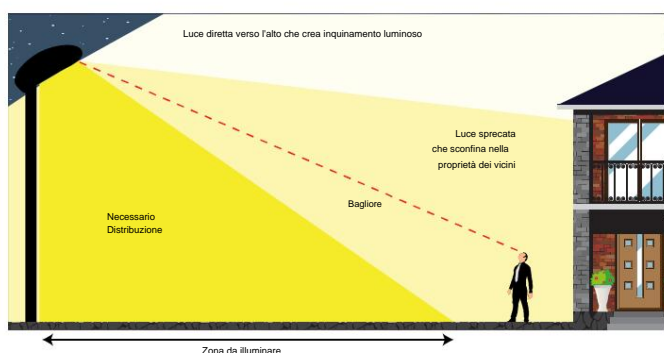 Luce diretta verso l'alto che crea inquinamento luminoso
Luce sprecata
che sconfina nella
proprietà dei vicini
Bagliore
Necessario
Distribuzione
Zona da illuminare